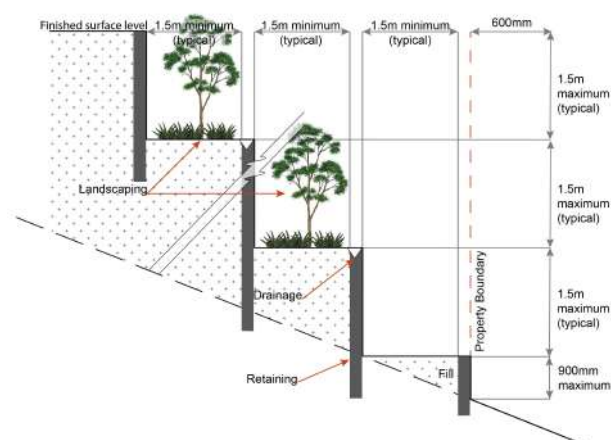 Finished surface level
1.5m minimum
(typical)
1.5m minimum
(typical)
1.5m minimum
(typical)
600mm
1.5m
maximum
(typical)
Landscaping
1.5m
maximum
(typical)
Drainage
Property Boundary
1.5m
maximum
(typical)
Retaining
Fill
900mm
maximum